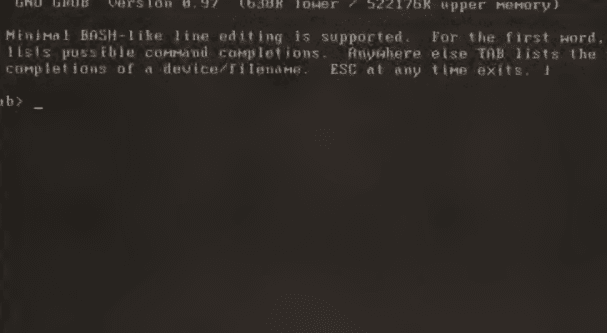 GNU GRUB version 0.97 (638K lower / 522176K upper memory)
Minimal BASH-like line editing is supported. For the first word,
lists possible command completions. Anywhere else TAB lists the
completions of a device/filename. ESC at any time exits. ]
ub> _